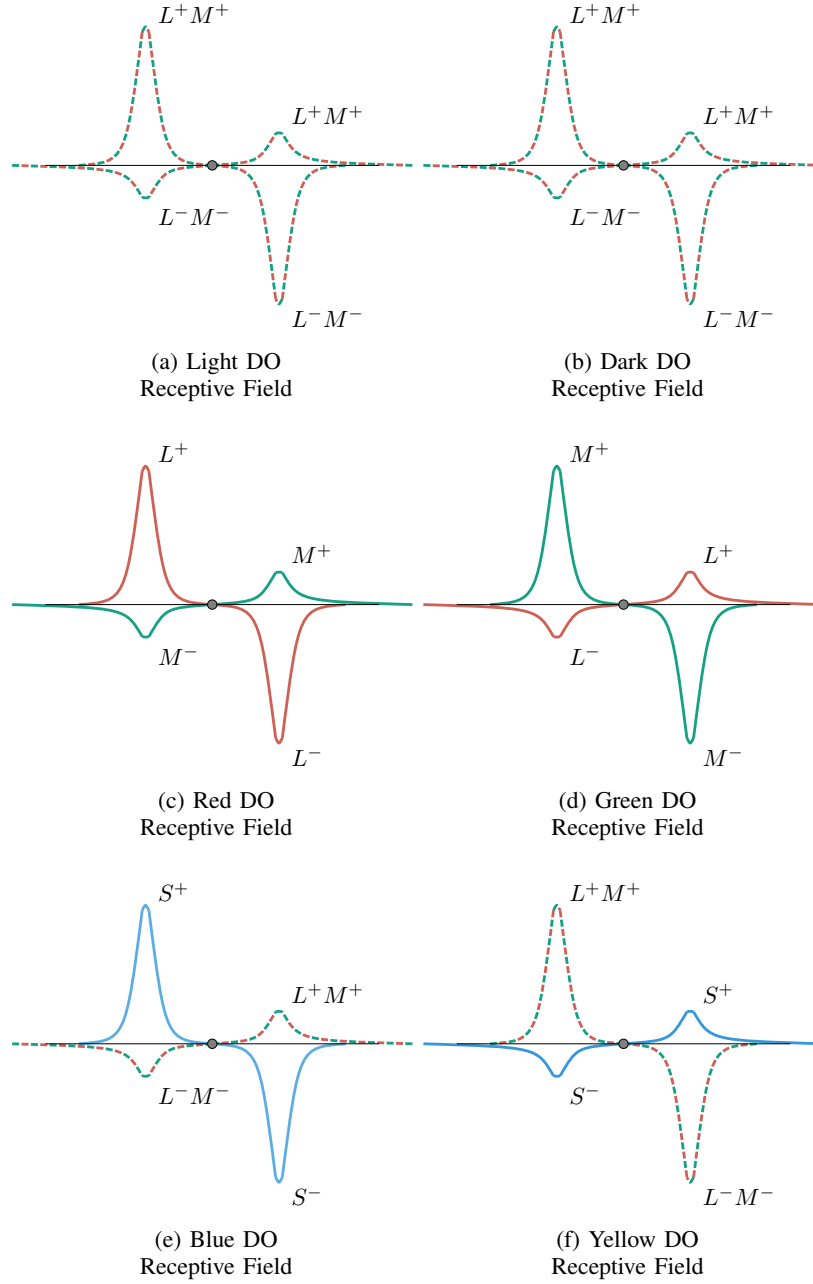 L⁺M⁺
L⁺M⁺
L⁻M⁻
L⁻M⁻
(a) Light DO
Receptive Field
L⁺M⁺
L⁺M⁺
L⁻M⁻
L⁻M⁻
(b) Dark DO
Receptive Field
L⁺
M⁺
M⁻
L⁻
(c) Red DO
Receptive Field
M⁺
L⁺
L⁻
M⁻
(d) Green DO
Receptive Field
S⁺
L⁺M⁺
L⁻M⁻
S⁻
(e) Blue DO
Receptive Field
L⁺M⁺
S⁺
S⁻
L⁻M⁻
(f) Yellow DO
Receptive Field